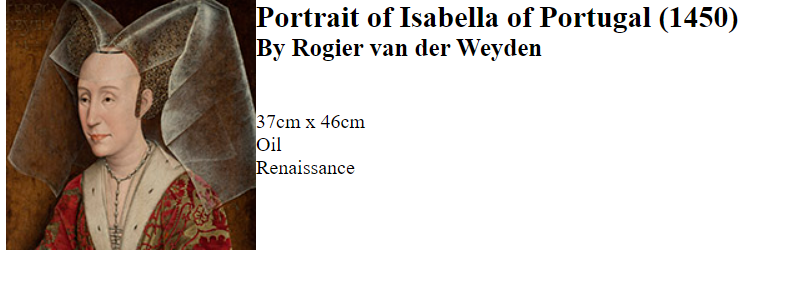 Portrait of Isabella of Portugal (1450)
By Rogier van der Weyden
37cm x 46cm
Oil
Renaissance